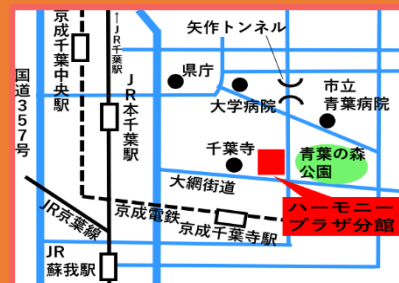 ←JR千葉駅
京成千葉中央駅
国道357号
JR本千葉駅
県庁
矢作トンネル
大学病院
市立
青葉病院
千葉寺
青葉の森
公園
大網街道
ハーモニー
プラザ分館
京成電鉄
京成千葉寺駅
JR京葉線
JR
蘇我駅